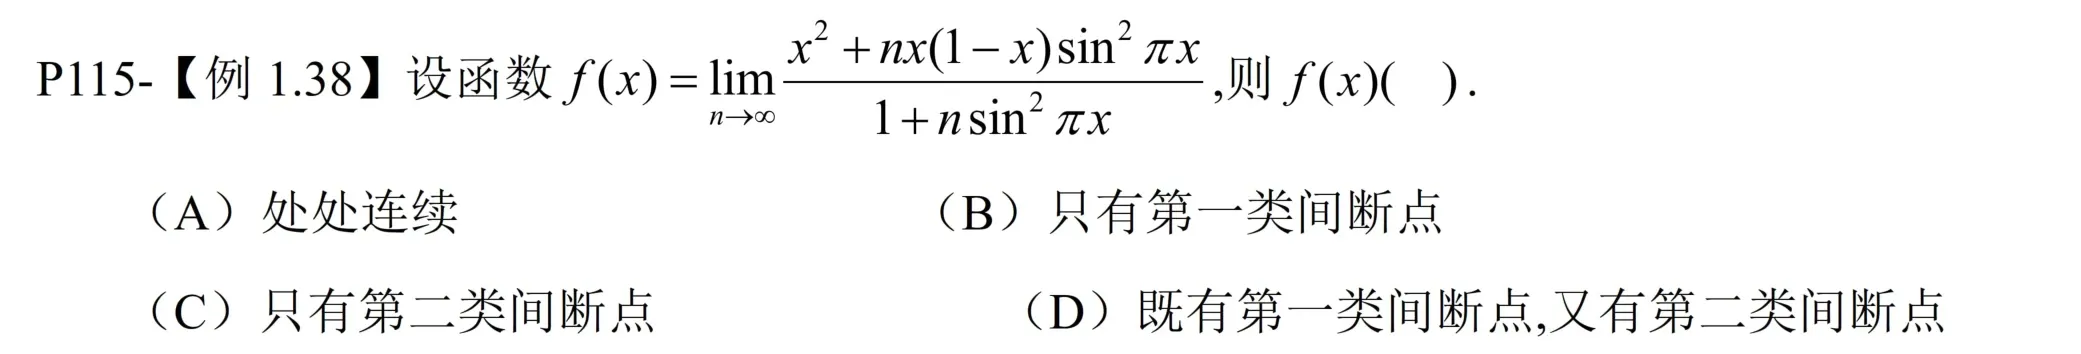 P115-【例 1.38】设函数 $f(x)=\lim_{n\to\infty}\frac{x^2+nx(1-x)\sin^2\pi x}{1+n\sin^2\pi x}$,则 $f(x)$( ).
（A）处处连续 （B）只有第一类间断点
（C）只有第二类间断点 （D）既有第一类间断点,又有第二类间断点